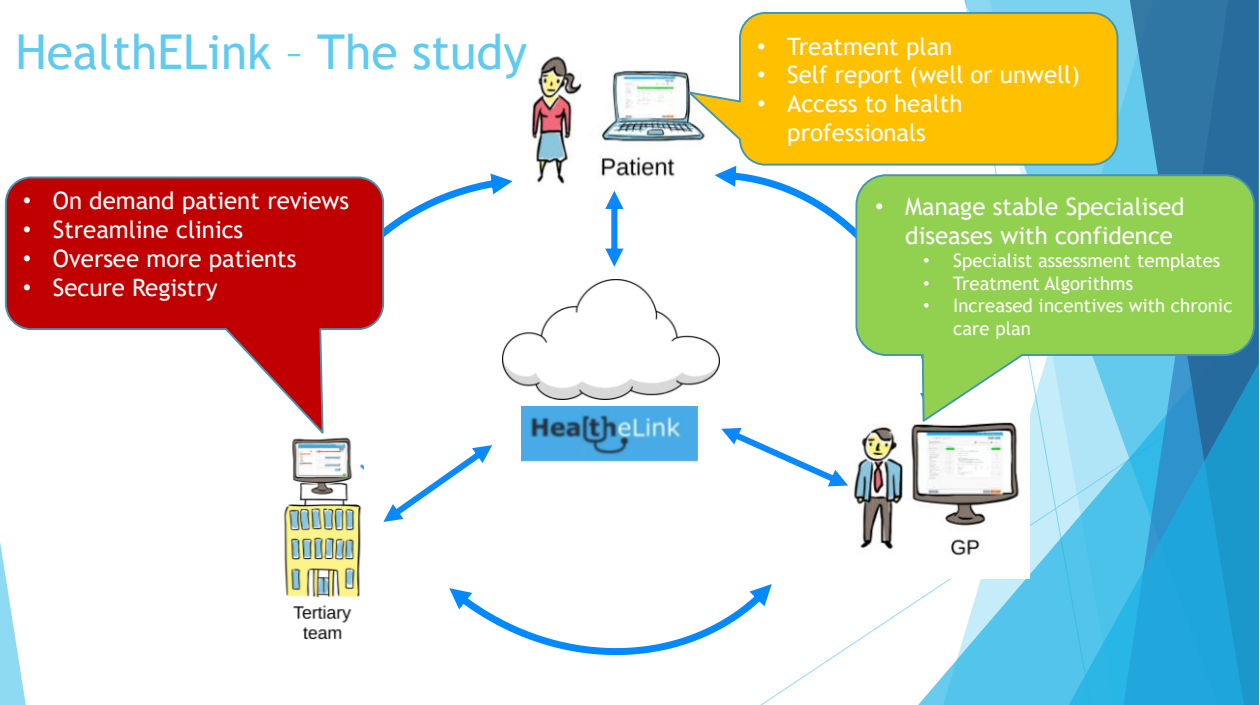 HealthELink – The study
• Treatment plan
• Self report (well or unwell)
• Access to health
professionals
Patient
• On demand patient reviews
• Streamline clinics
• Oversee more patients
• Secure Registry
• Manage stable Specialised
diseases with confidence
• Specialist assessment templates
• Treatment Algorithms
• Increased incentives with chronic
care plan
HealtheLink
GP
Tertiary
team